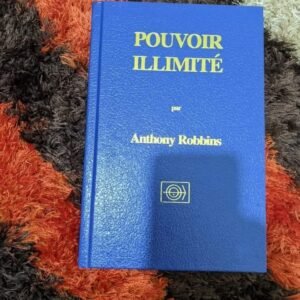 POUVOIR
ILLIMITÉ
par
Anthony Robbins